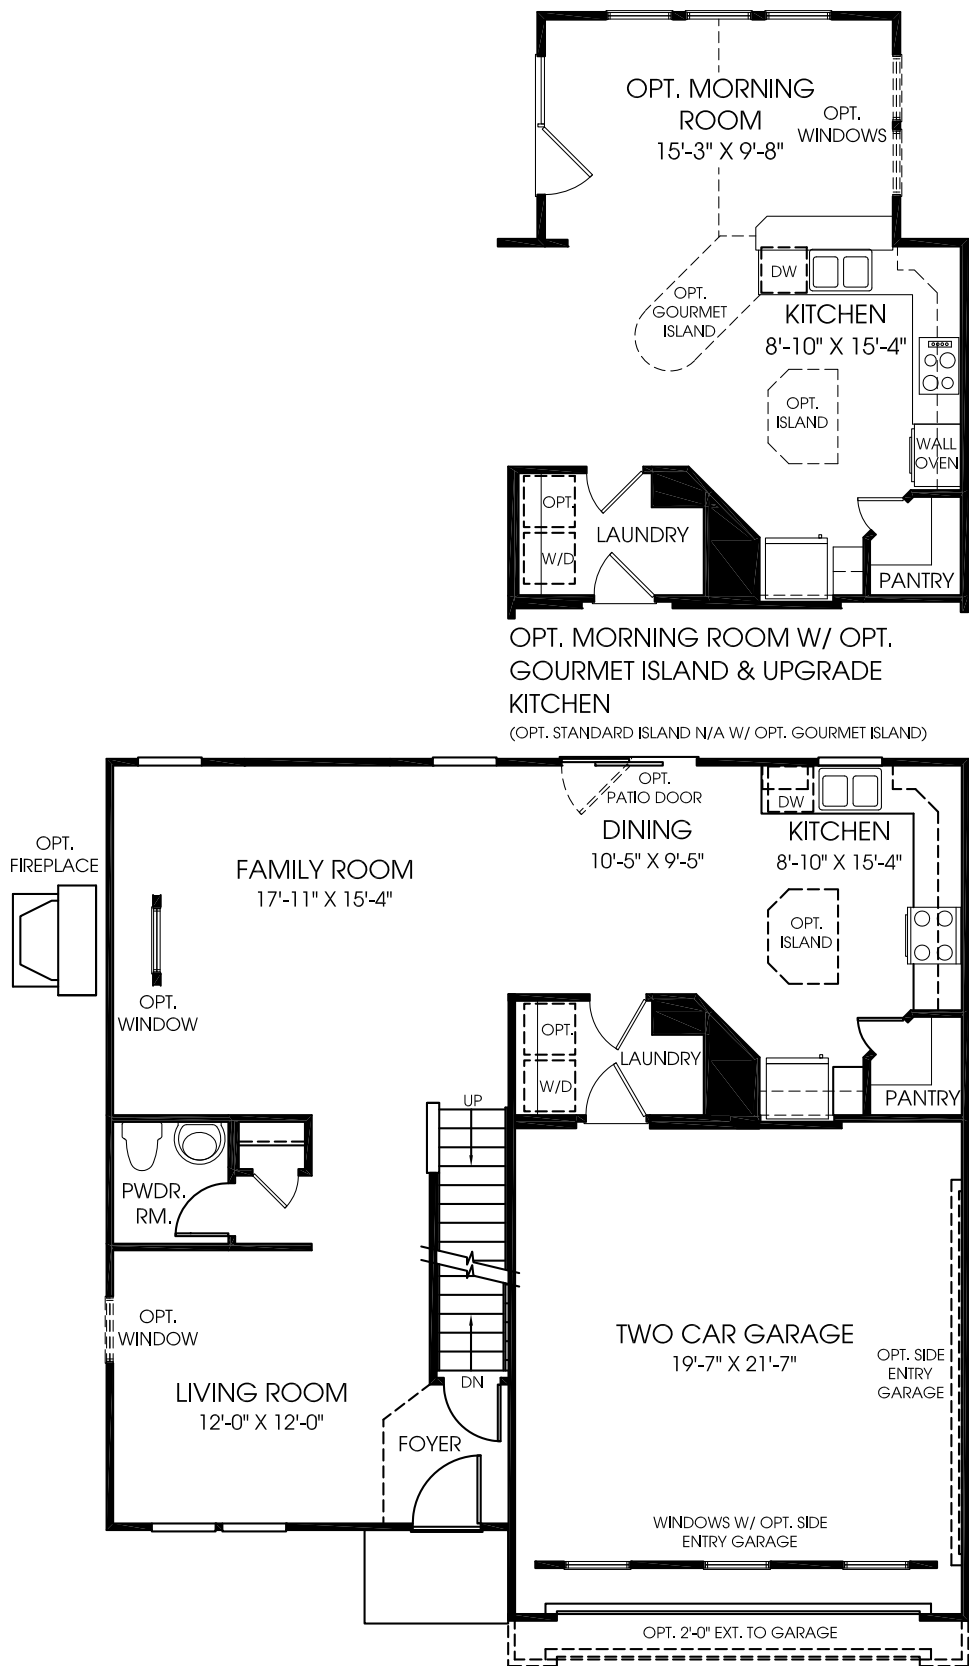 OPT. MORNING
ROOM
15'-3" X 9'-8"
OPT.
WINDOWS
DW
OPT.
GOURMET
ISLAND
KITCHEN
8'-10" X 15'-4"
OPT.
ISLAND
WALL
OVEN
OPT.
W/D
LAUNDRY
PANTRY
OPT. MORNING ROOM W/ OPT.
GOURMET ISLAND & UPGRADE
KITCHEN
(OPT. STANDARD ISLAND N/A W/ OPT. GOURMET ISLAND)
OPT.
PATIO DOOR
DW
OPT.
FIREPLACE
FAMILY ROOM
17'-11" X 15'-4"
DINING
10'-5" X 9'-5"
KITCHEN
8'-10" X 15'-4"
OPT.
ISLAND
OPT.
WINDOW
OPT.
W/D
LAUNDRY
PANTRY
UP
PWDR.
RM.
OPT.
WINDOW
TWO CAR GARAGE
19'-7" X 21'-7"
OPT. SIDE
ENTRY
GARAGE
LIVING ROOM
12'-0" X 12'-0"
DN
FOYER
WINDOWS W/ OPT. SIDE
ENTRY GARAGE
OPT. 2'-0" EXT. TO GARAGE